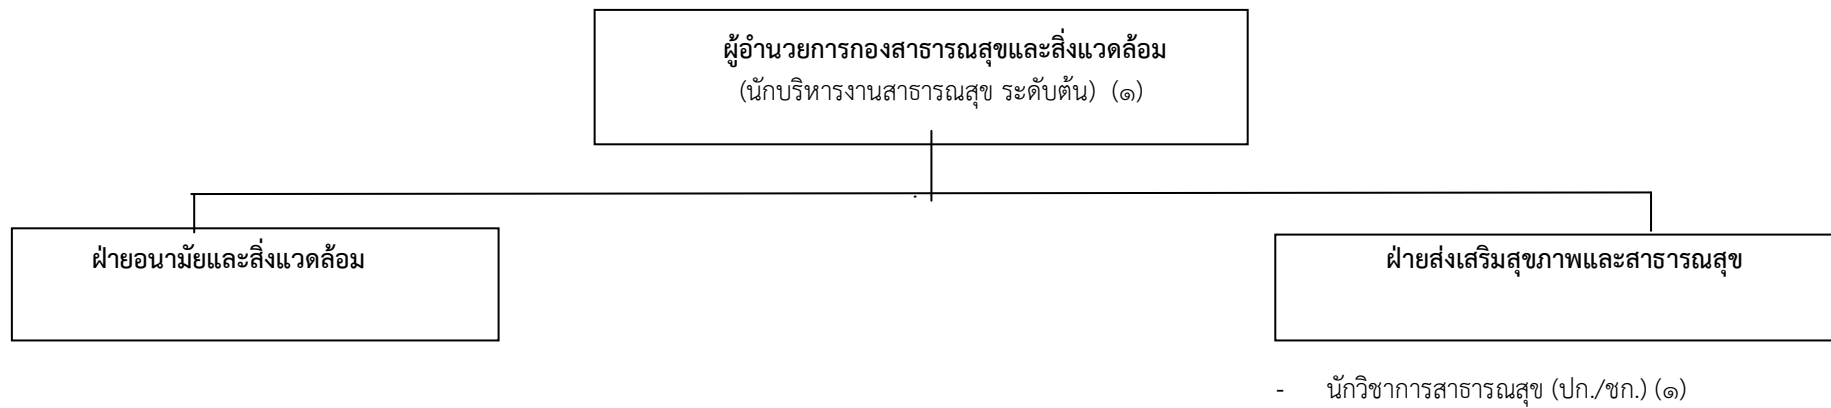 ผู้อำนวยการกองสาธารณสุขและสิ่งแวดล้อม
(นักบริหารงานสาธารณสุข ระดับต้น) (๑)
ฝ่ายอนามัยและสิ่งแวดล้อม
ฝ่ายส่งเสริมสุขภาพและสาธารณสุข
- นักวิชาการสาธารณสุข (ปก./ชก.) (๑)